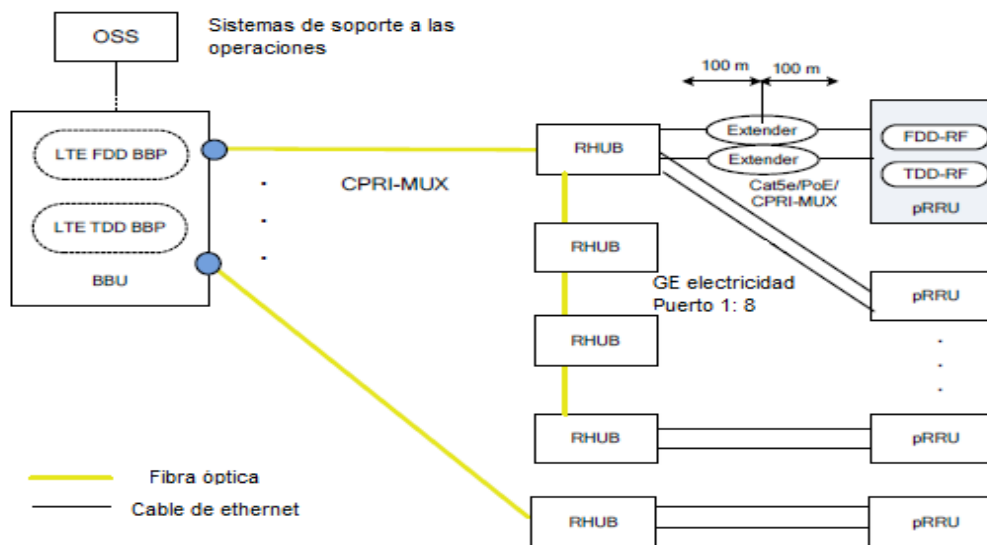 OSS
Sistemas de soporte a las
operaciones
LTE FDD BBP
LTE TDD BBP
BBU
CPRI-MUX
RHUB
100 m
100 m
Extender
Extender
Cat5e/PoE/
CPRI-MUX
FDD-RF
TDD-RF
pRRU
RHUB
GE electricidad
Puerto 1: 8
pRRU
RHUB
RHUB
pRRU
RHUB
pRRU
Fibra óptica
Cable de ethernet